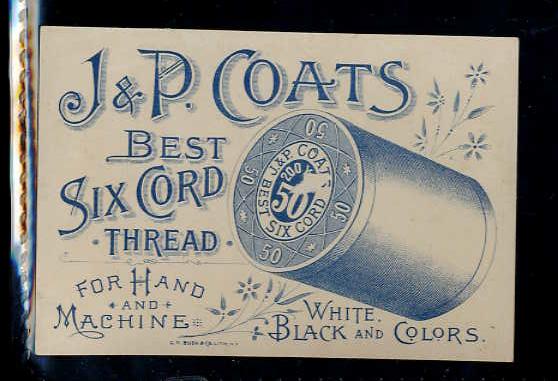 J. & P. COATS
BEST
SIX CORD
· THREAD ·
FOR HAND
AND
MACHINE
WHITE.
BLACK AND COLORS.
50
50
50
50
J. & P. COATS
200
50
BEST SIX CORD